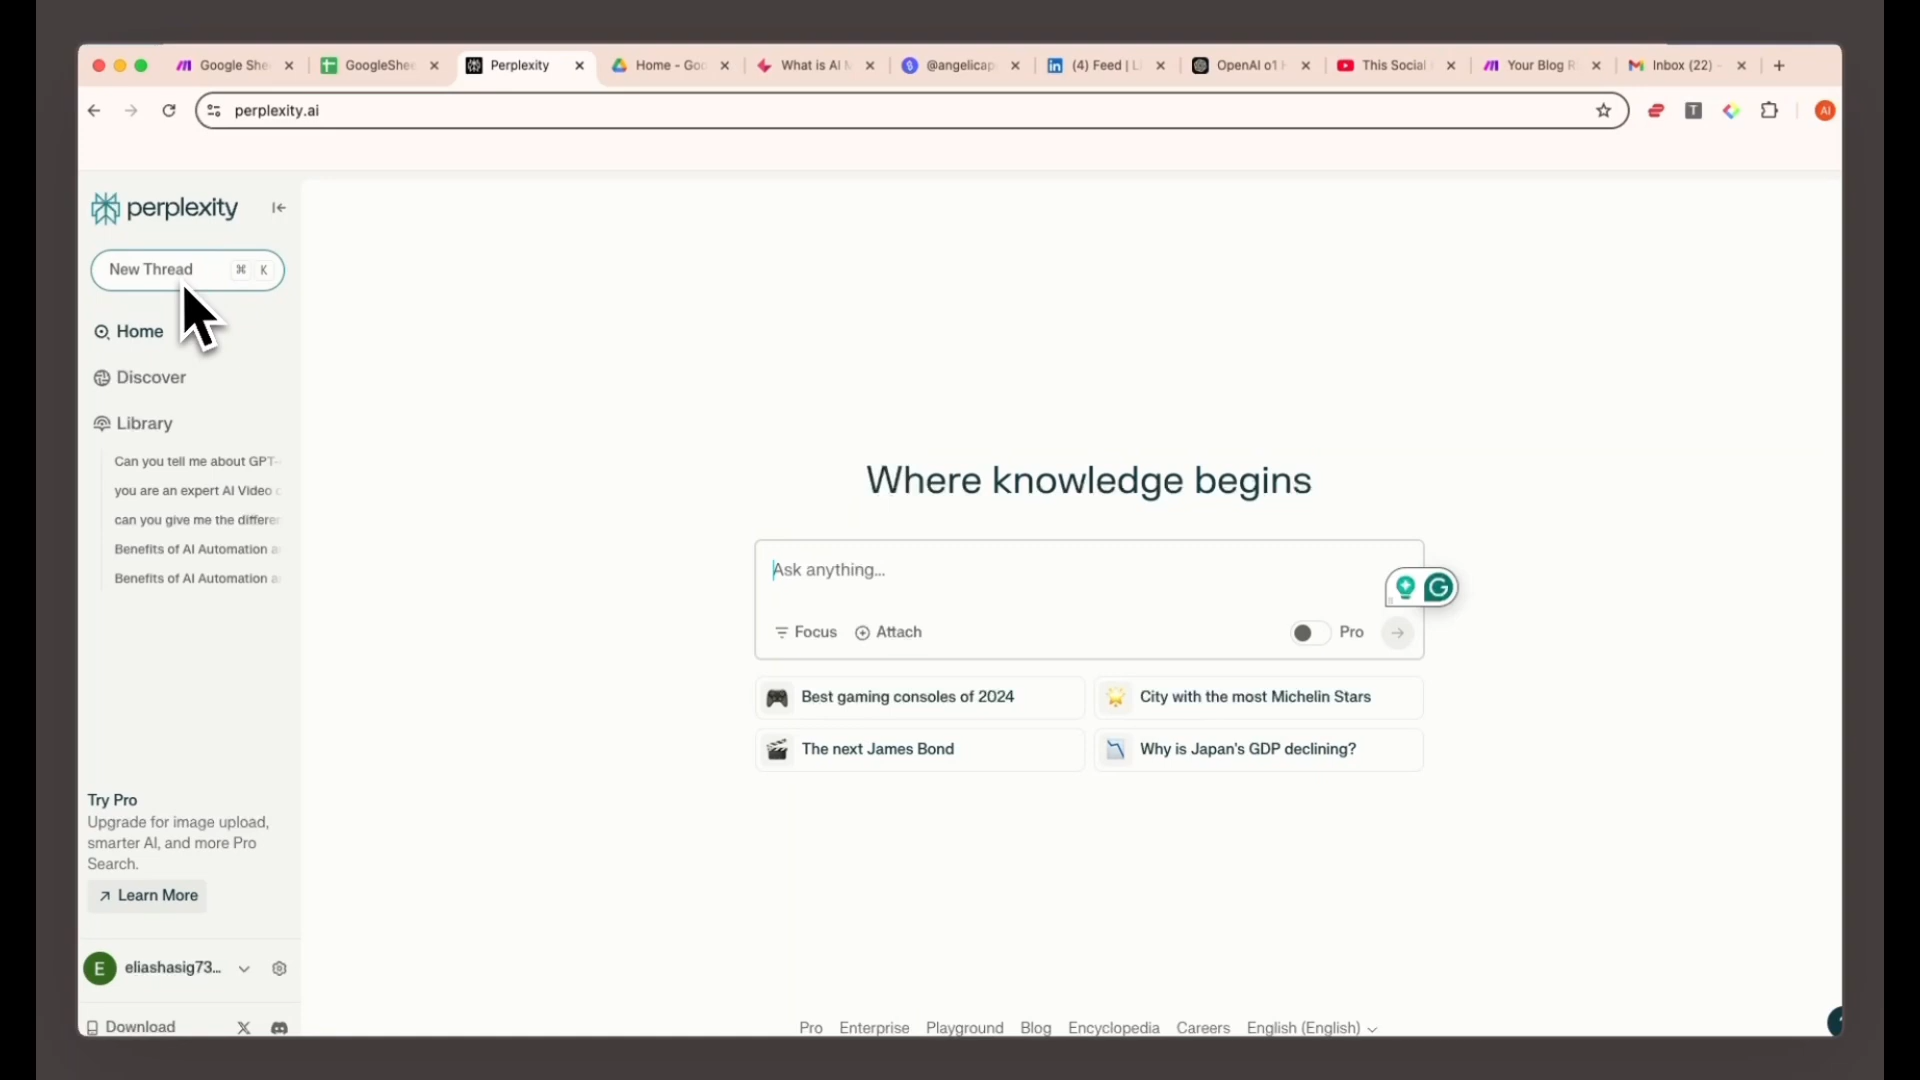 Google She
GoogleShee
Perplexity
Home - Goo
What is AI M
@angelicap
(4) Feed | L
OpenAI o1
This Social
Your Blog R
Inbox (22) -
perplexity.ai
T
AI
perplexity
New Thread ⌘ K
Home
Discover
Library
Can you tell me about GPT-
you are an expert AI Video c
can you give me the differen
Benefits of AI Automation a
Benefits of AI Automation a
Where knowledge begins
Ask anything...
Focus
Attach
Pro
Best gaming consoles of 2024
City with the most Michelin Stars
The next James Bond
Why is Japan's GDP declining?
Try Pro
Upgrade for image upload,
smarter AI, and more Pro
Search.
Learn More
E
eliashasig73...
Download
Pro Enterprise Playground Blog Encyclopedia Careers English (English)